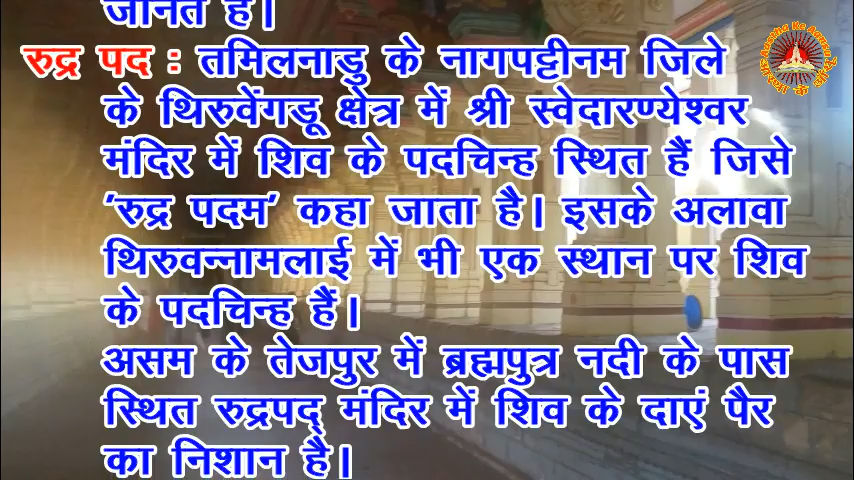 जानते हैं।
रुद्र पद : तमिलनाडु के नागपट्टीनम जिले
के थिरुवेंगडू क्षेत्र में श्री स्वेदारण्येश्वर
मंदिर में शिव के पदचिन्ह स्थित हैं जिसे
'रुद्र पदम' कहा जाता है। इसके अलावा
थिरुवन्नामलाई में भी एक स्थान पर शिव
के पदचिन्ह हैं।
असम के तेजपुर में ब्रह्मपुत्र नदी के पास
स्थित रुद्रपद् मंदिर में शिव के दाएं पैर
का निशान है।